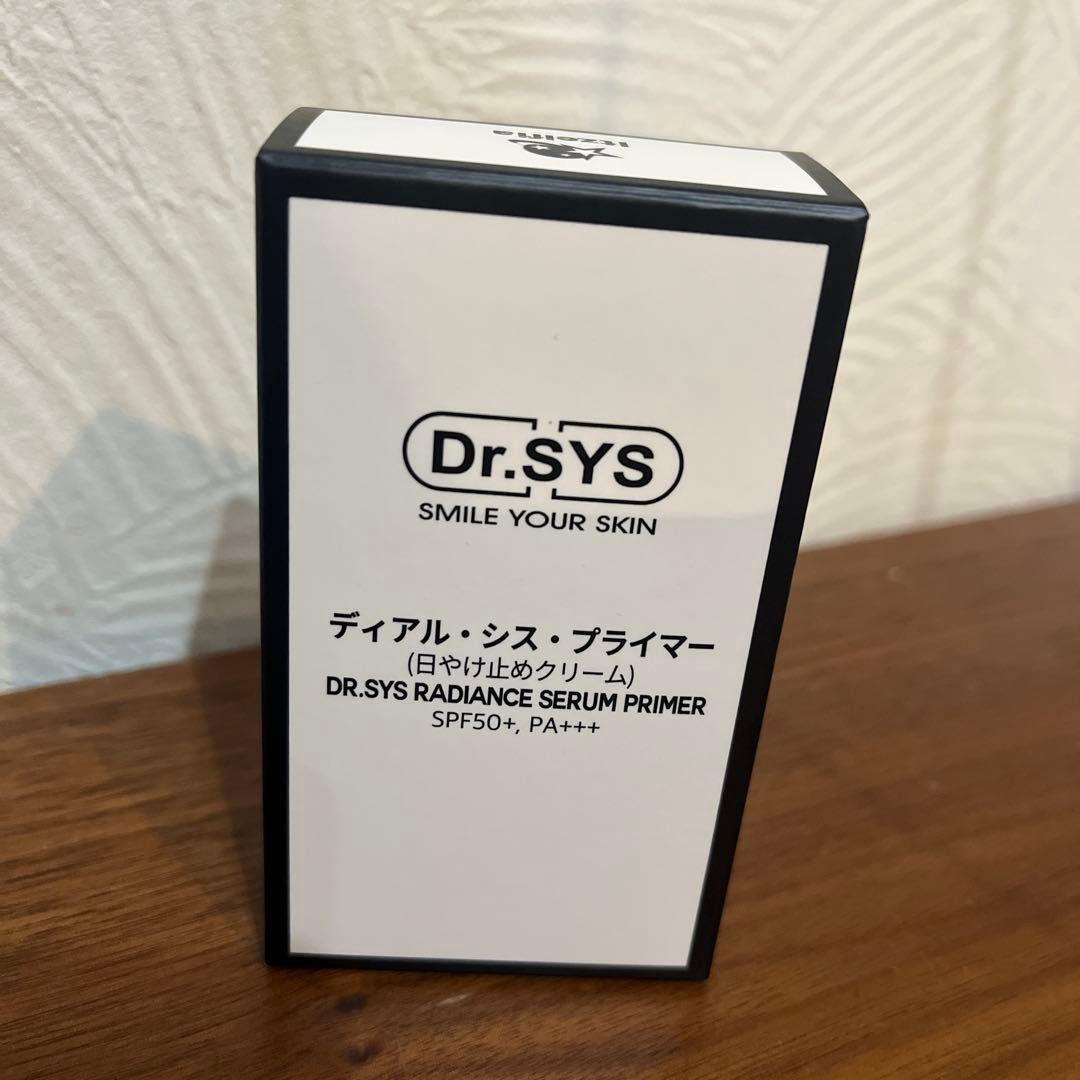 itzelfia
Dr.SYS
SMILE YOUR SKIN
ディアル・シス・プライマー
(日やけ止めクリーム)
DR.SYS RADIANCE SERUM PRIMER
SPF50+, PA+++